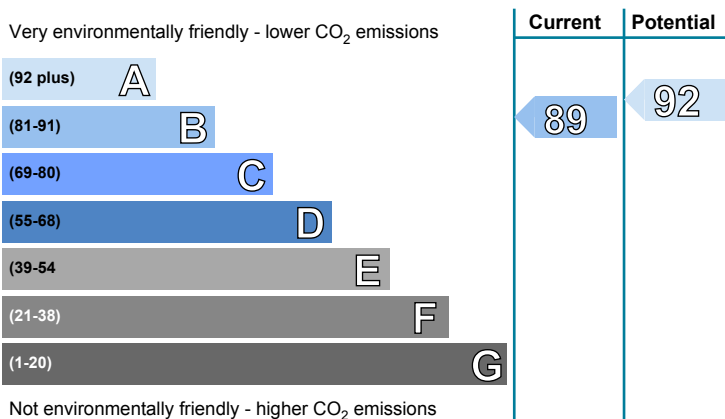 Very environmentally friendly - lower CO2 emissions
Current
Potential
(92 plus) A
(81-91) B
(69-80) C
(55-68) D
(39-54 E
(21-38) F
(1-20) G
89
92
Not environmentally friendly - higher CO2 emissions